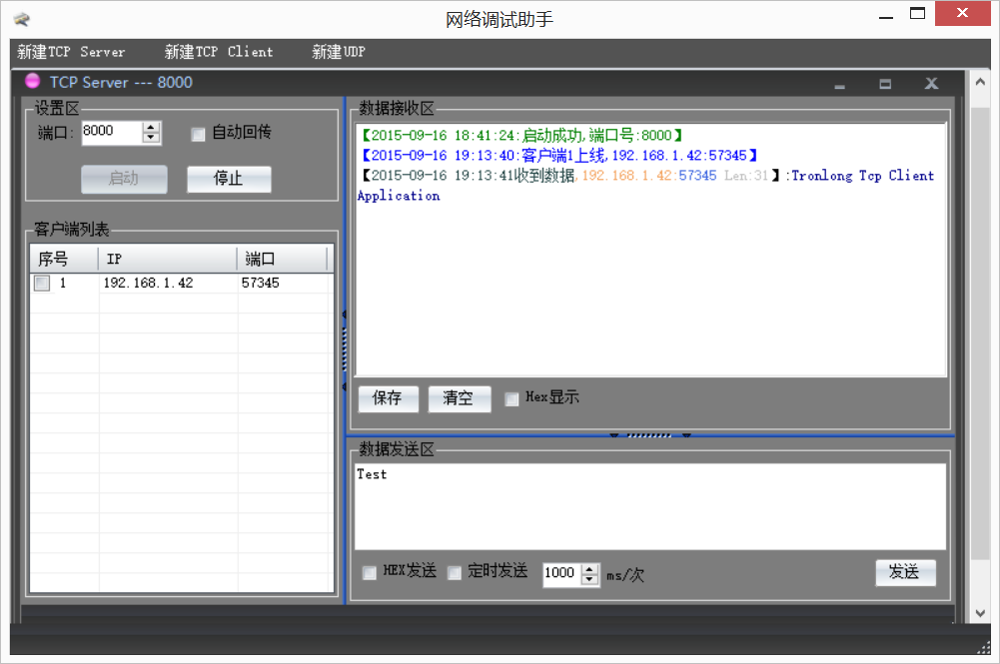 网络调试助手
新建TCP Server 新建TCP Client 新建UDP
TCP Server --- 8000
设置区
端口: 8000 自动回传
启动 停止
客户端列表
序号 IP 端口
1 192.168.1.42 57345
数据接收区
【2015-09-16 18:41:24:启动成功,端口号:8000】
【2015-09-16 19:13:40:客户端1上线,192.168.1.42:57345】
【2015-09-16 19:13:41收到数据,192.168.1.42:57345 Len:31】:Tronlong Tcp Client
Application
保存 清空 Hex显示
数据发送区
Test
HEX发送 定时发送 1000 ms/次 发送